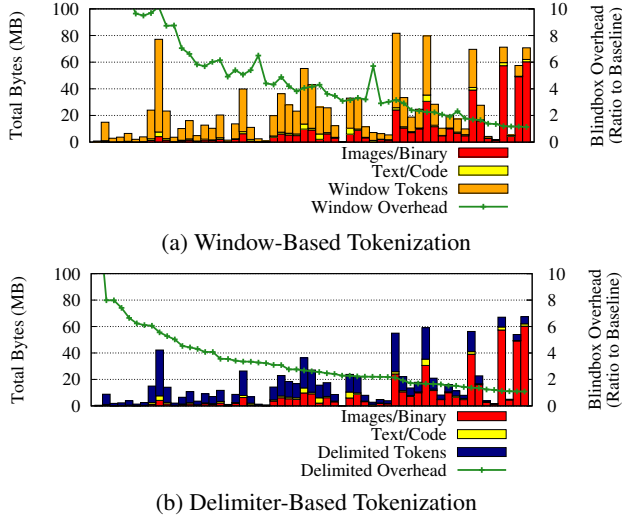 Total Bytes (MB)
100
80
60
40
20
0
10
8
6
4
2
0
Blindbox Overhead
(Ratio to Baseline)
Images/Binary
Text/Code
Window Tokens
Window Overhead
(a) Window-Based Tokenization
Total Bytes (MB)
100
80
60
40
20
0
10
8
6
4
2
0
Blindbox Overhead
(Ratio to Baseline)
Images/Binary
Text/Code
Delimited Tokens
Delimited Overhead
(b) Delimiter-Based Tokenization